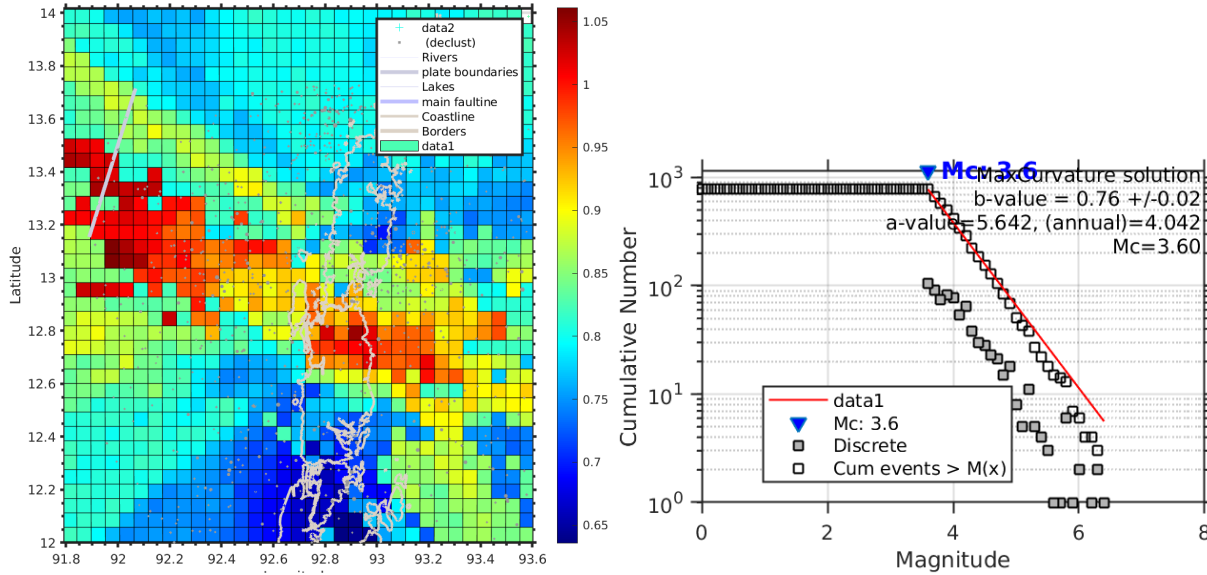 14
13.8
13.6
13.4
13.2
13
12.8
12.6
12.4
12.2
12
Latitude
91.8
92
92.2
92.4
92.6
92.8
93
93.2
93.4
93.6
data2
(declust)
Rivers
plate boundaries
Lakes
main faultine
Coastline
Borders
data1
1.05
1
0.95
0.9
0.85
0.8
0.75
0.7
0.65
Cumulative Number
10³
10²
10¹
10⁰
Mc: 3.6
MaxCurvature solution
b-value = 0.76 +/-0.02
a-value=5.642, (annual)=4.042
Mc=3.60
data1
Mc: 3.6
Discrete
Cum events > M(x)
0
2
4
6
8
Magnitude